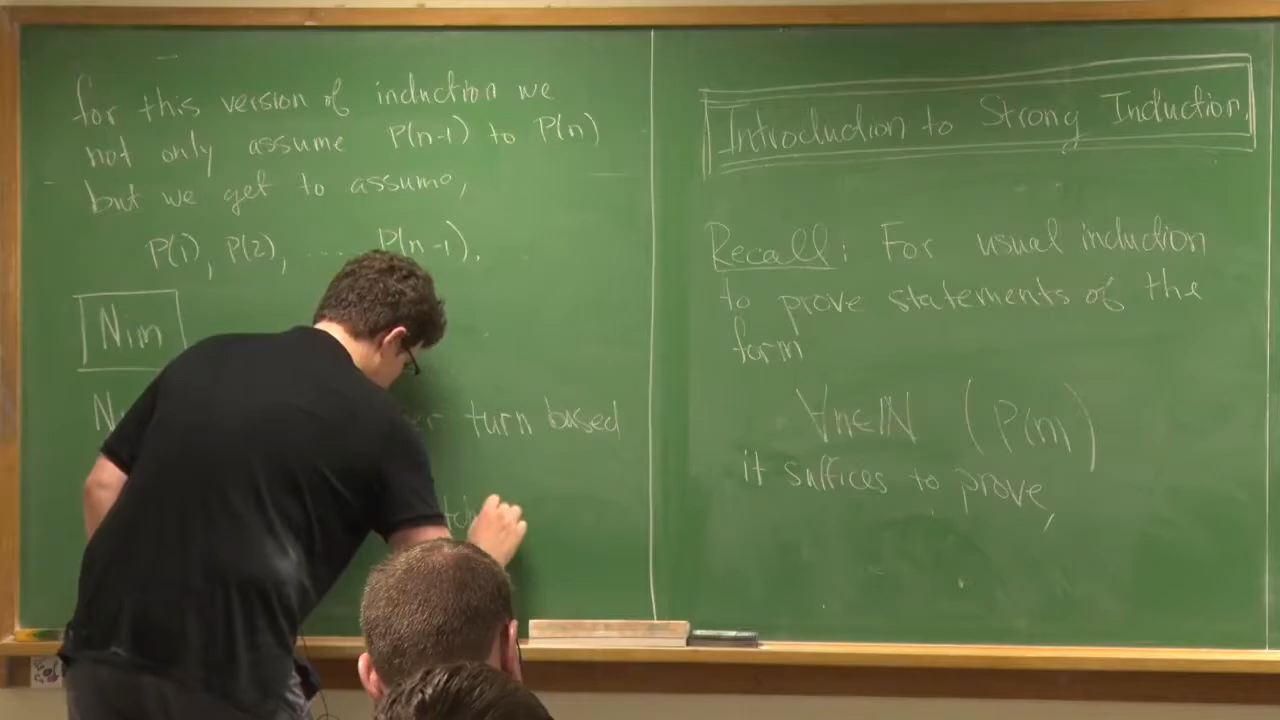 for this version of induction we
not only assume P(n-1) to P(n)
but we get to assume,
P(1), P(2), .... P(n-1).
Nim
turn based
Introduction to Strong Induction.
Recall: For usual induction
to prove statements of the
form
∀n∈ℕ (P(n))
it suffices to prove,